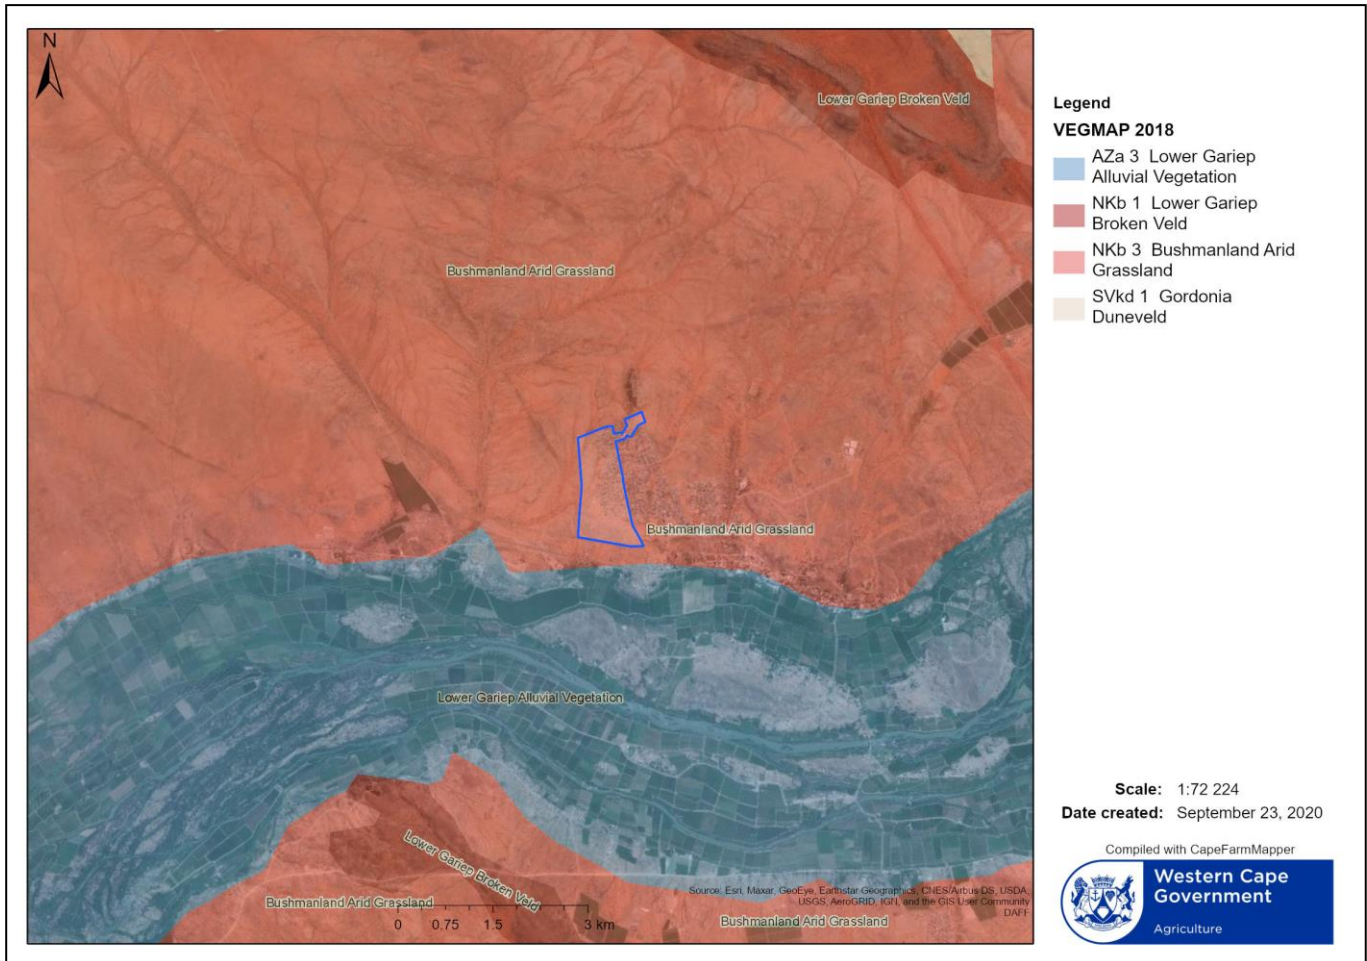 N
Lower Gariep Broken Veld
Bushmanland Arid Grassland
Bushmanland Arid Grassland
Lower Gariep Alluvial Vegetation
Lower Gariep Broken Veld
Bushmanland Arid Grassland
Bushmanland Arid Grassland
Source: Esri, Maxar, GeoEye, Earthstar Geographics, CNES/Airbus DS, USDA,
USGS, AeroGRID, IGN, and the GIS User Community
DAFF
0 0.75 1.5 3 km
Legend
VEGMAP 2018
AZa 3 Lower Gariep
Alluvial Vegetation
NKb 1 Lower Gariep
Broken Veld
NKb 3 Bushmanland Arid
Grassland
SVkd 1 Gordonia
Duneveld
Scale: 1:72 224
Date created: September 23, 2020
Compiled with CapeFarmMapper
Western Cape
Government
Agriculture